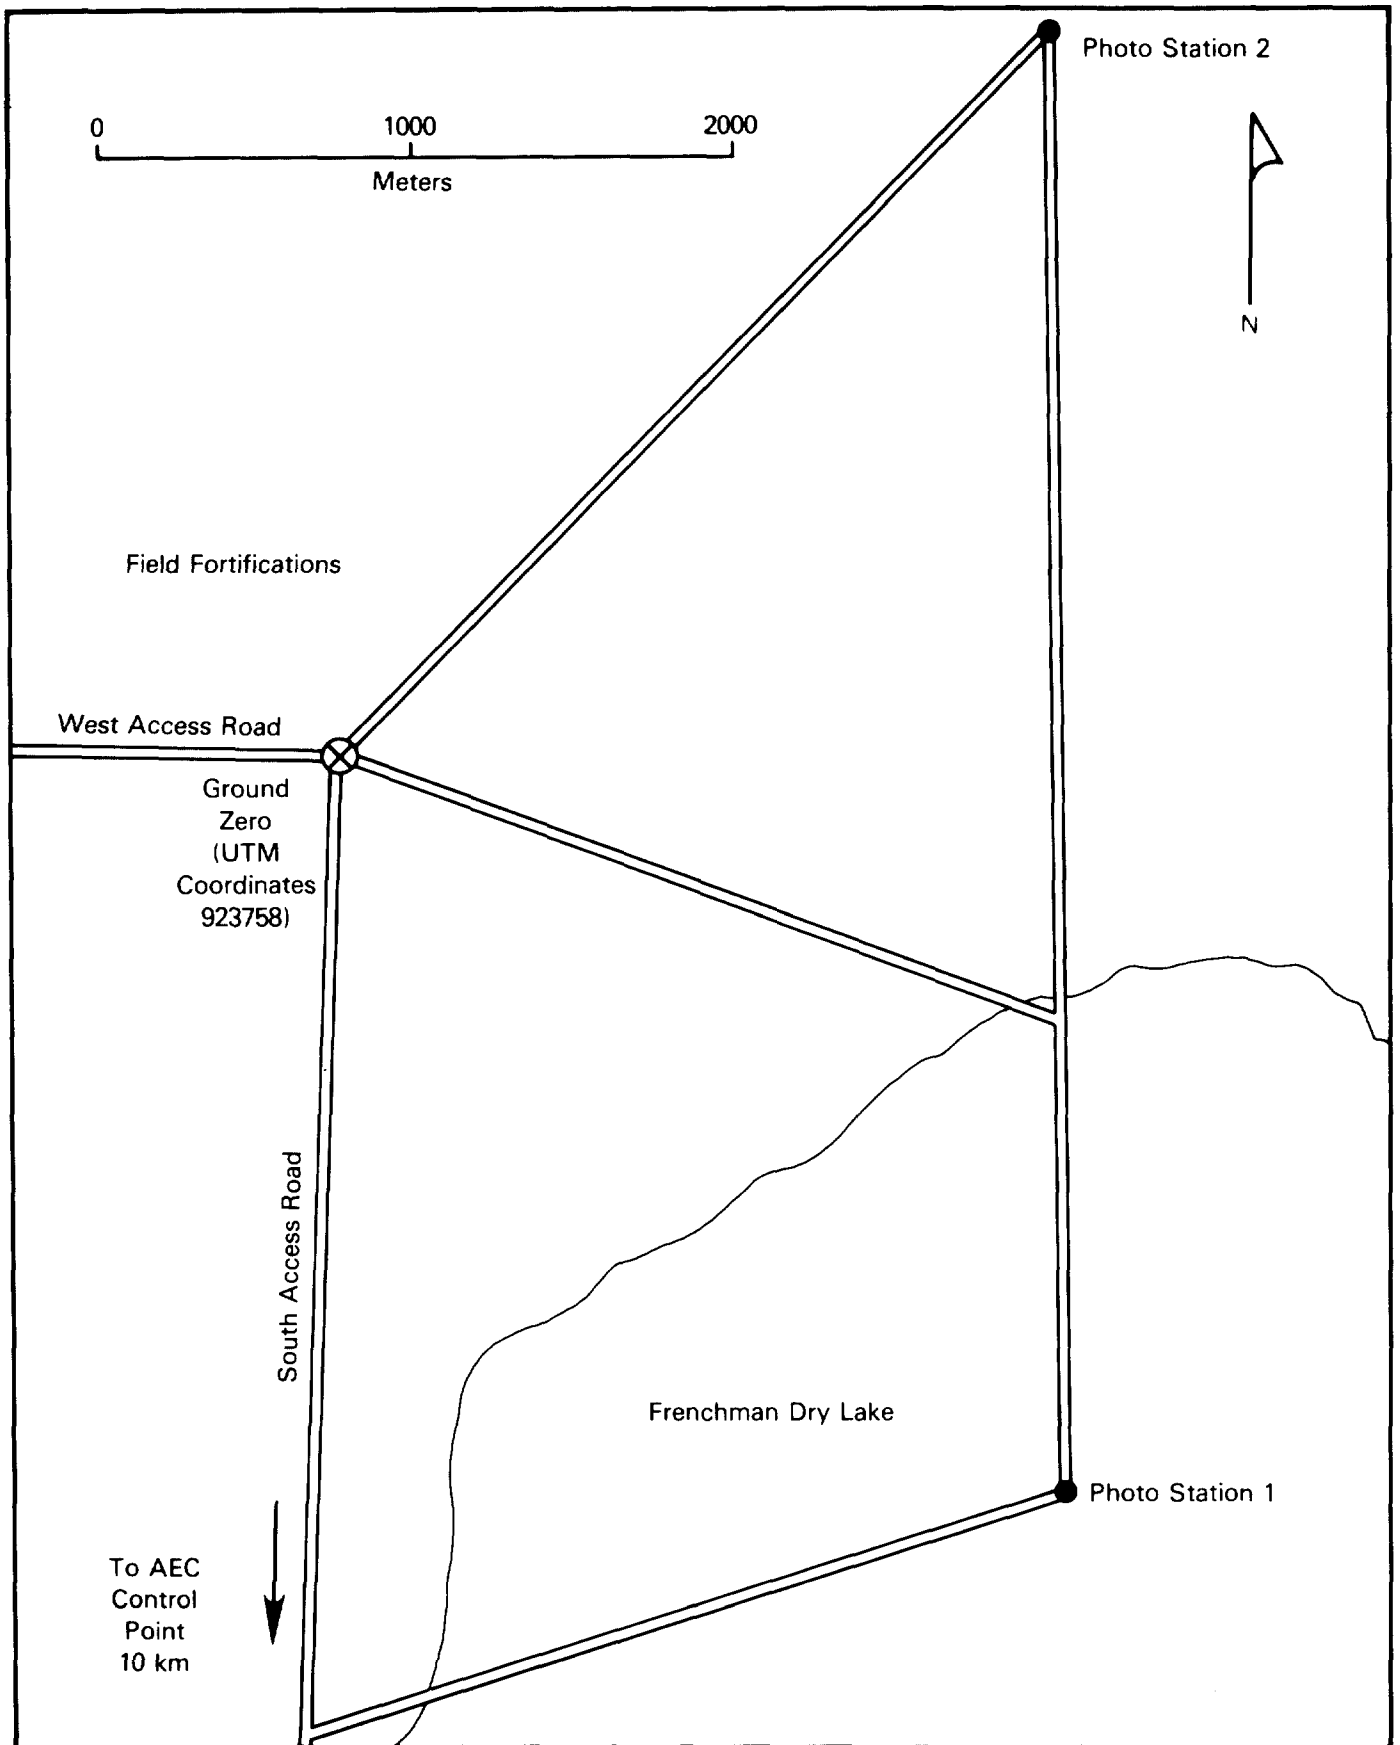 Photo Station 2
0 1000 2000
Meters
N
Field Fortifications
West Access Road
Ground
Zero
(UTM
Coordinates
923758)
South Access Road
Frenchman Dry Lake
Photo Station 1
To AEC
Control
Point
10 km